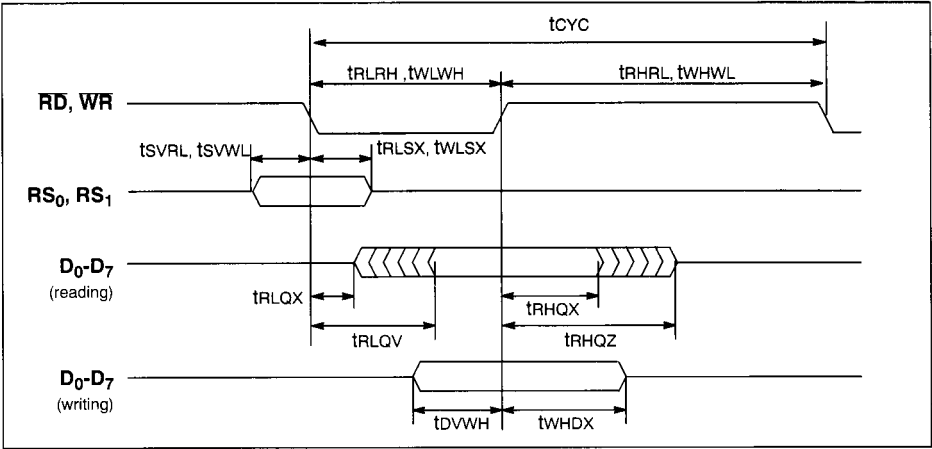 tCYC
tRLRH ,tWLWH
tRHRL, tWHWL
RD, WR
tSVRL, tSVWL
tRLSX, tWLSX
RS0, RS1
D0-D7
(reading)
tRLQX
tRHQX
tRLQV
tRHQZ
D0-D7
(writing)
tDVWH
tWHDX